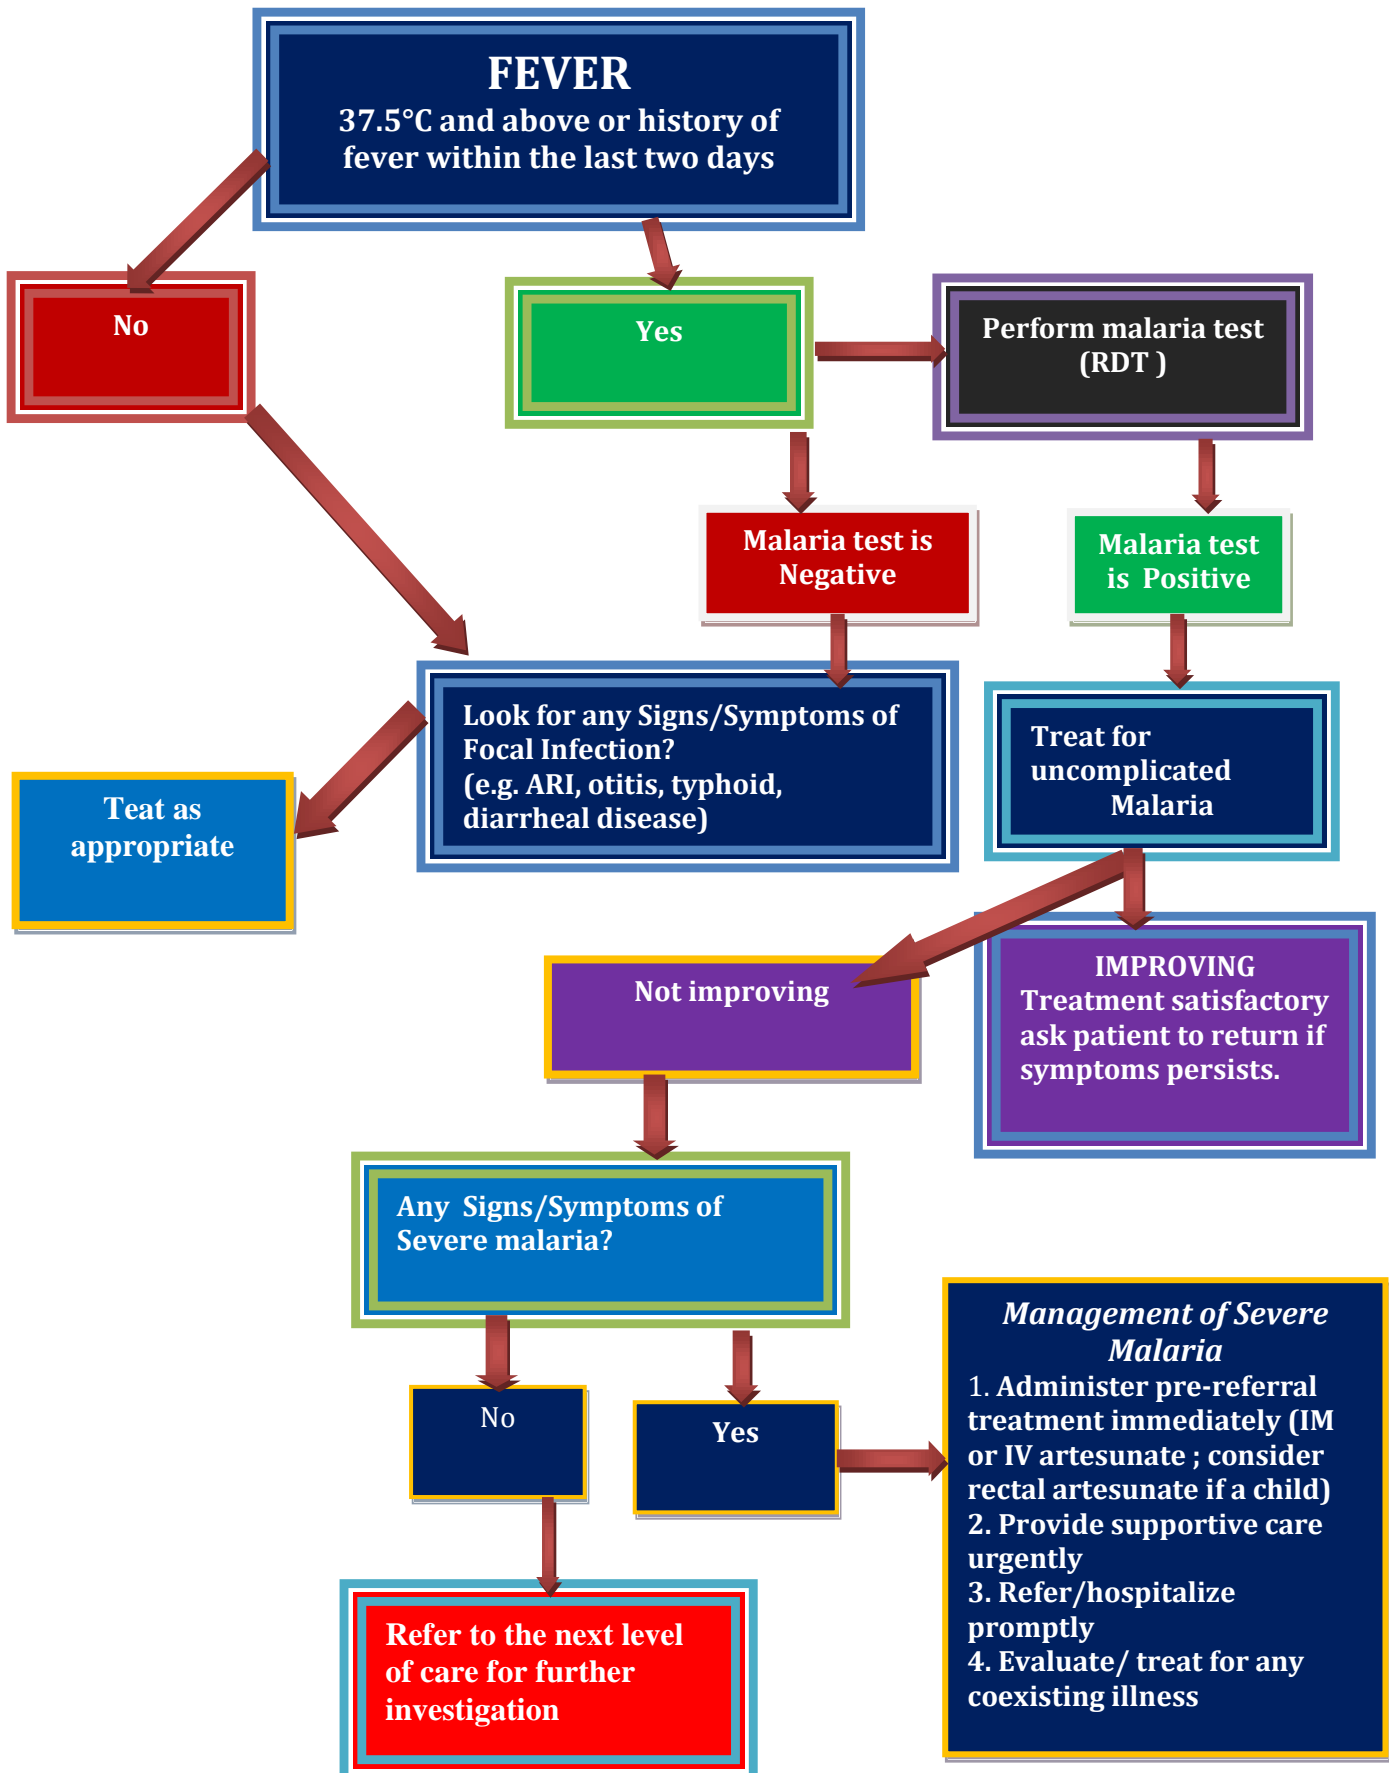 FEVER
37.5°C and above or history of
fever within the last two days
No
Yes
Perform malaria test
(RDT )
Malaria test is
Negative
Malaria test
is Positive
Look for any Signs/Symptoms of
Focal Infection?
(e.g. ARI, otitis, typhoid,
diarrheal disease)
Treat for
uncomplicated
Malaria
Teat as
appropriate
Not improving
IMPROVING
Treatment satisfactory
ask patient to return if
symptoms persists.
Any Signs/Symptoms of
Severe malaria?
No
Yes
Management of Severe
Malaria
1. Administer pre-referral
treatment immediately (IM
or IV artesunate ; consider
rectal artesunate if a child)
2. Provide supportive care
urgently
3. Refer/hospitalize
promptly
4. Evaluate/ treat for any
coexisting illness
Refer to the next level
of care for further
investigation